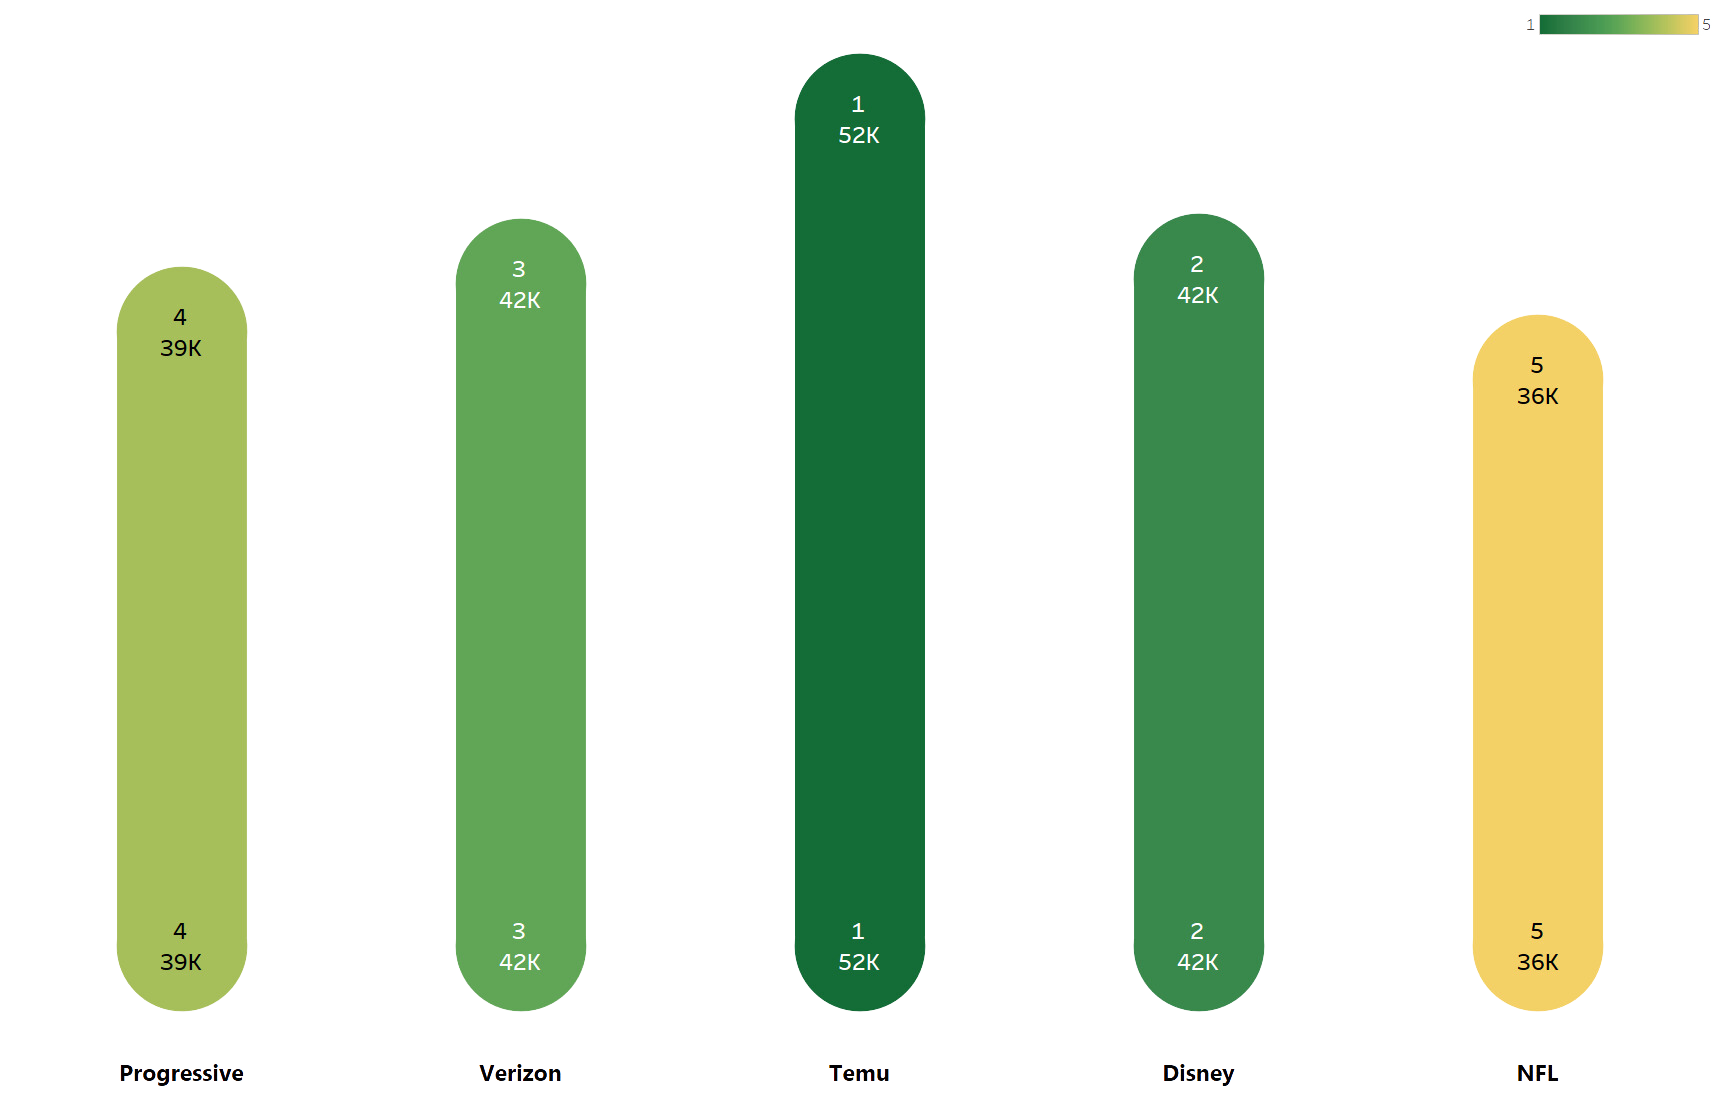 1 5
1
52K
2
42K
3
42K
4
39K
5
36K
4
39K
3
42K
1
52K
2
42K
5
36K
Progressive
Verizon
Temu
Disney
NFL